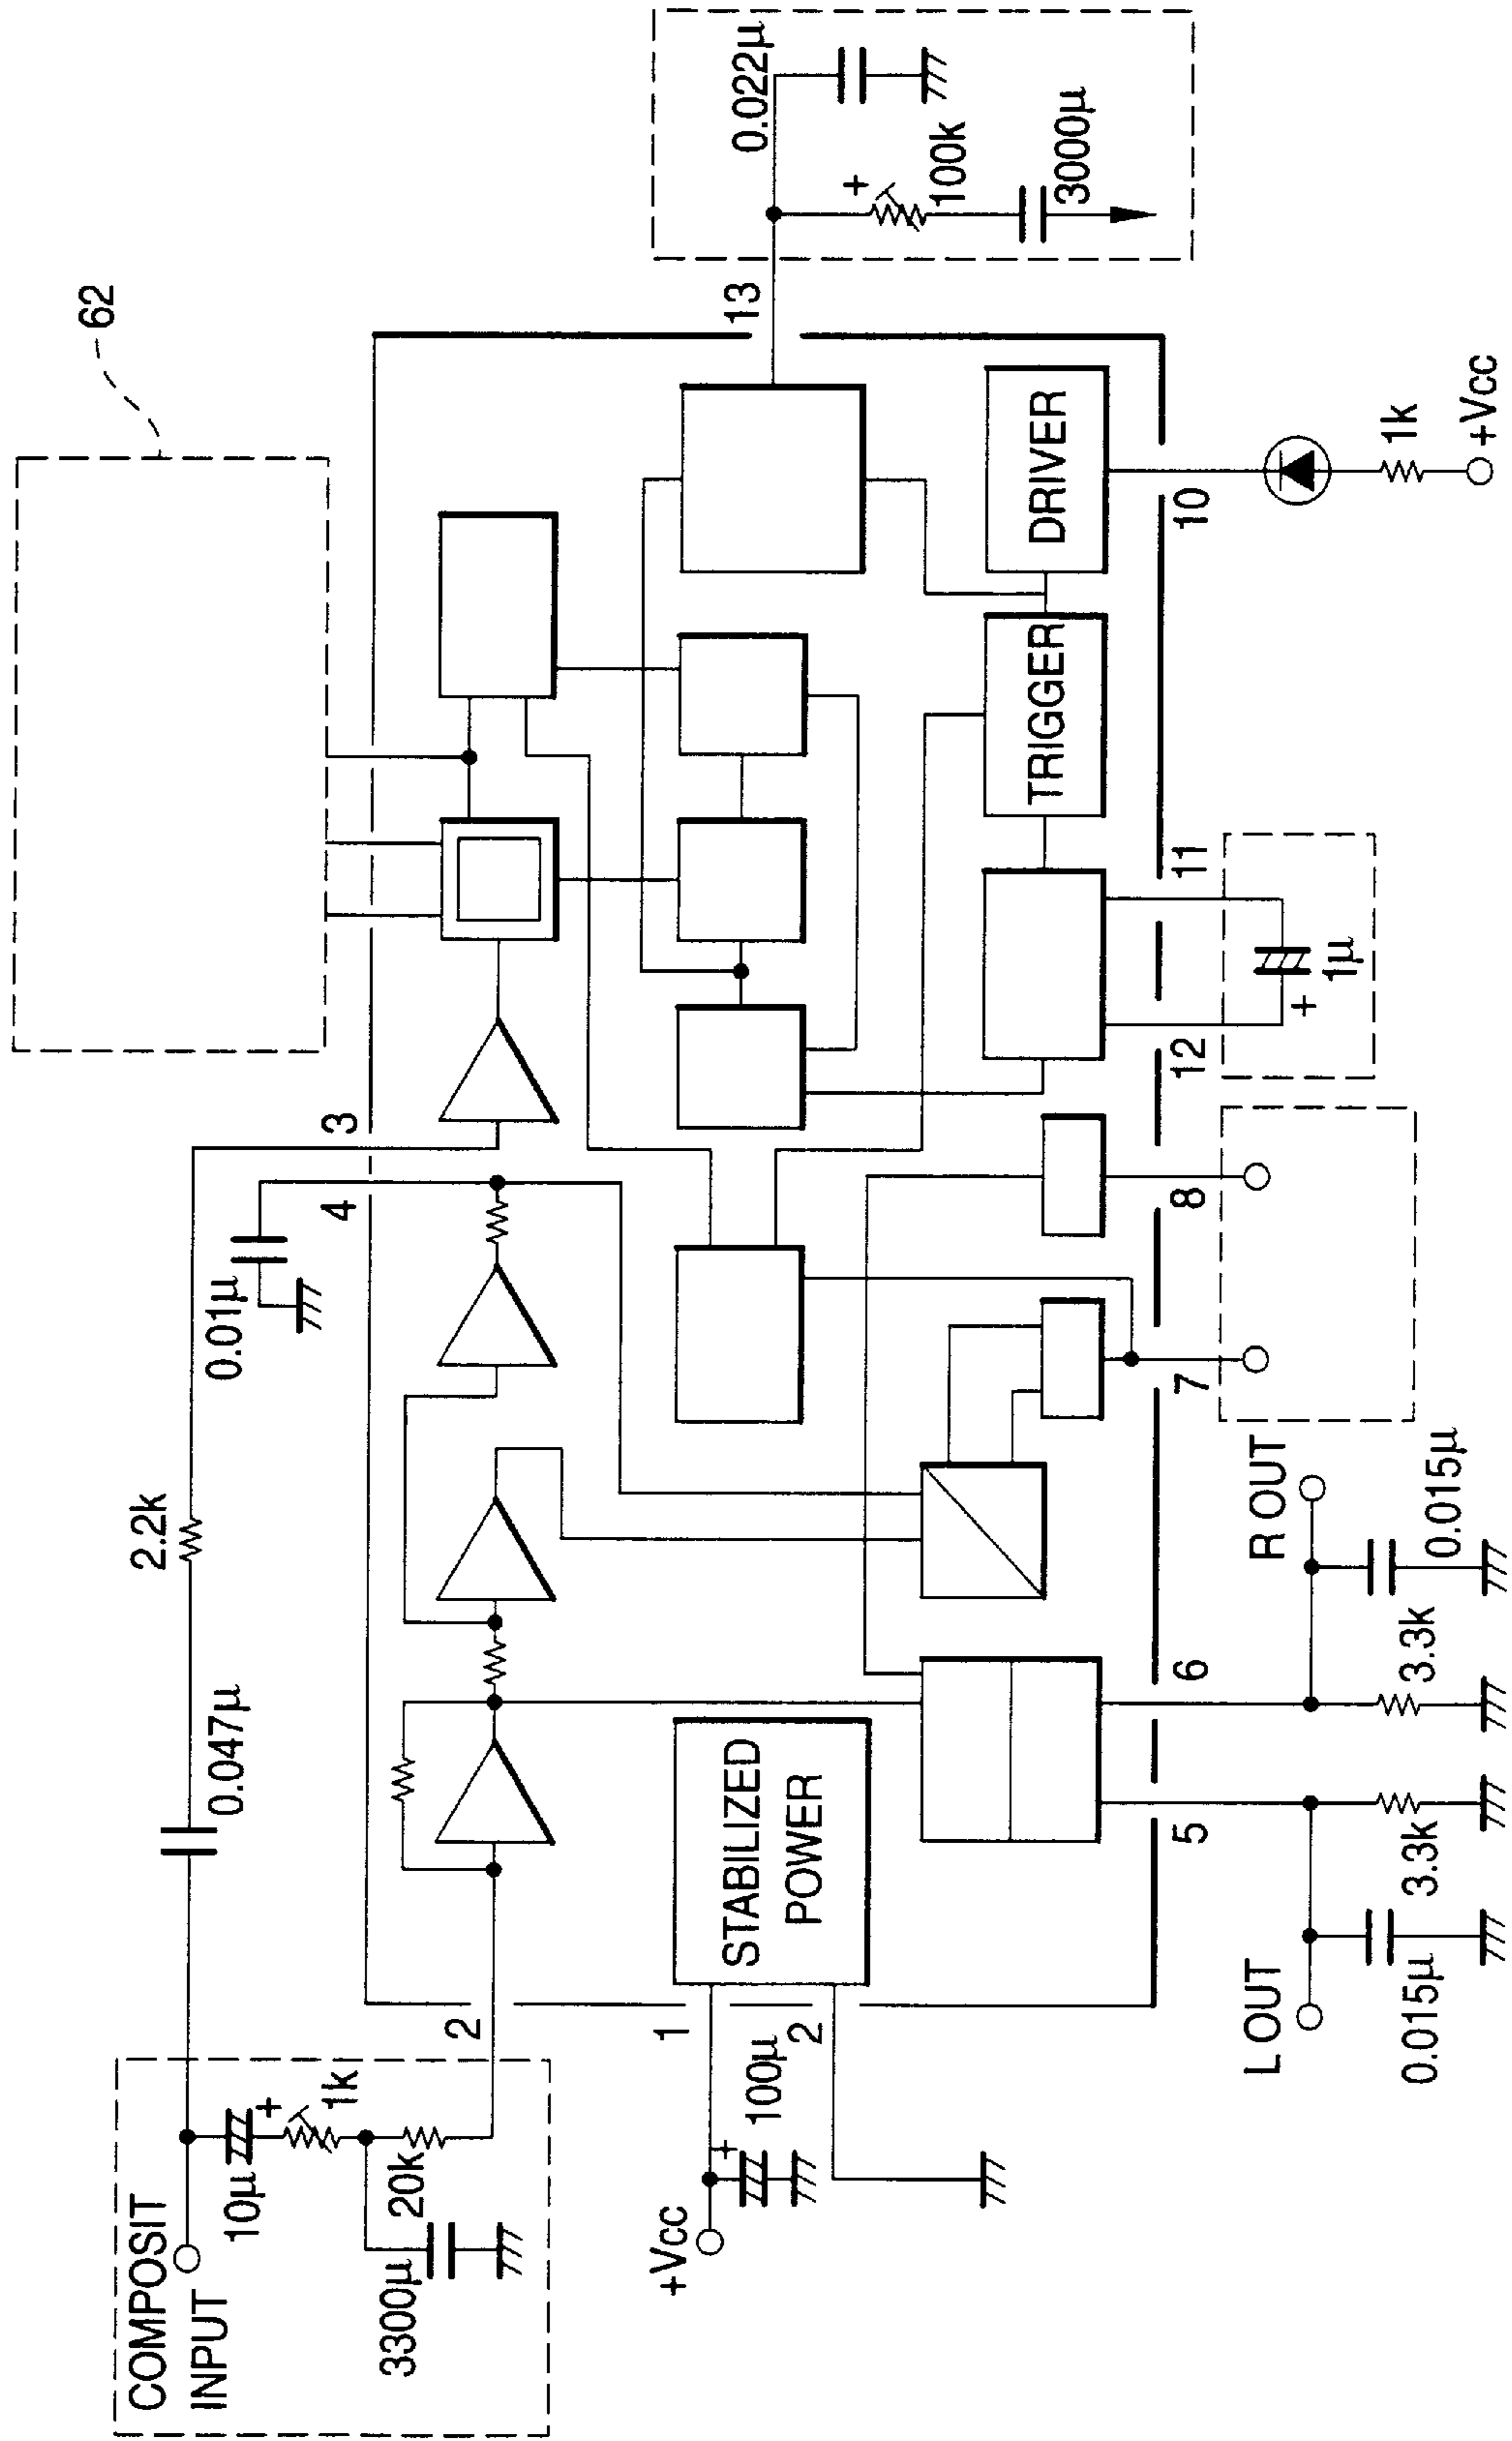 62
COMPOSIT
INPUT
10μ
+
1k
20k
3300μ
0.047μ
2.2k
0.01μ
4
3
2
13
0.022μ
+
100k
3000μ
+Vcc
1
+
100μ
2
STABILIZED
POWER
TRIGGER
DRIVER
5
6
7
8
12
11
10
+
1μ
1k
+Vcc
L OUT
0.015μ
3.3k
3.3k
R OUT
0.015μ